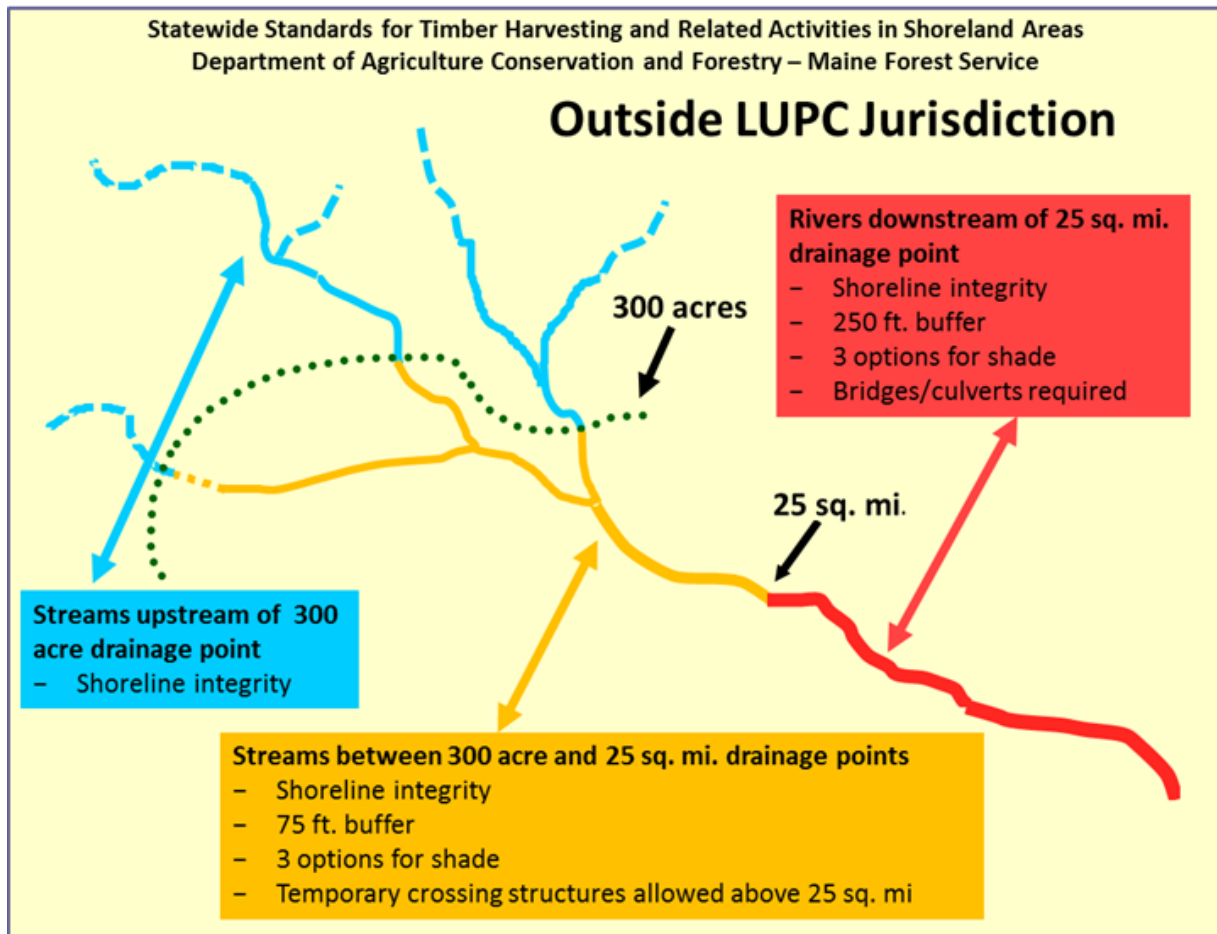 Statewide Standards for Timber Harvesting and Related Activities in Shoreland Areas
Department of Agriculture Conservation and Forestry – Maine Forest Service
Outside LUPC Jurisdiction
Rivers downstream of 25 sq. mi.
drainage point
– Shoreline integrity
– 250 ft. buffer
– 3 options for shade
– Bridges/culverts required
300 acres
25 sq. mi.
Streams upstream of 300
acre drainage point
– Shoreline integrity
Streams between 300 acre and 25 sq. mi. drainage points
– Shoreline integrity
– 75 ft. buffer
– 3 options for shade
– Temporary crossing structures allowed above 25 sq. mi